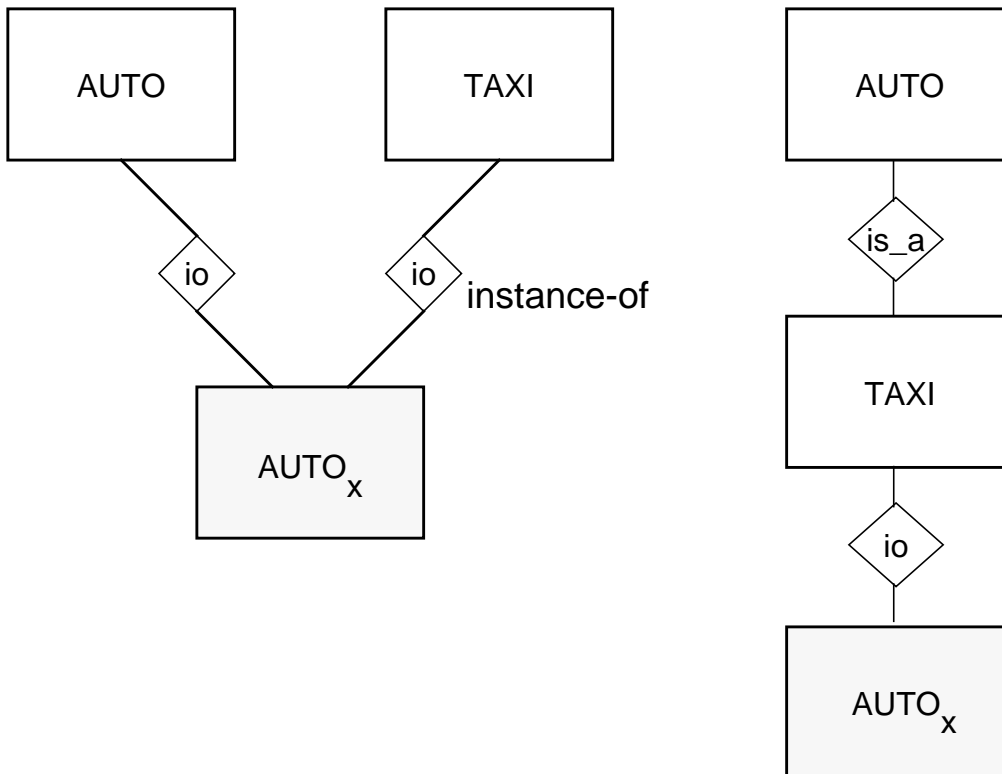 AUTO
TAXI
io
io
instance-of
AUTOx
AUTO
is_a
TAXI
io
AUTOx